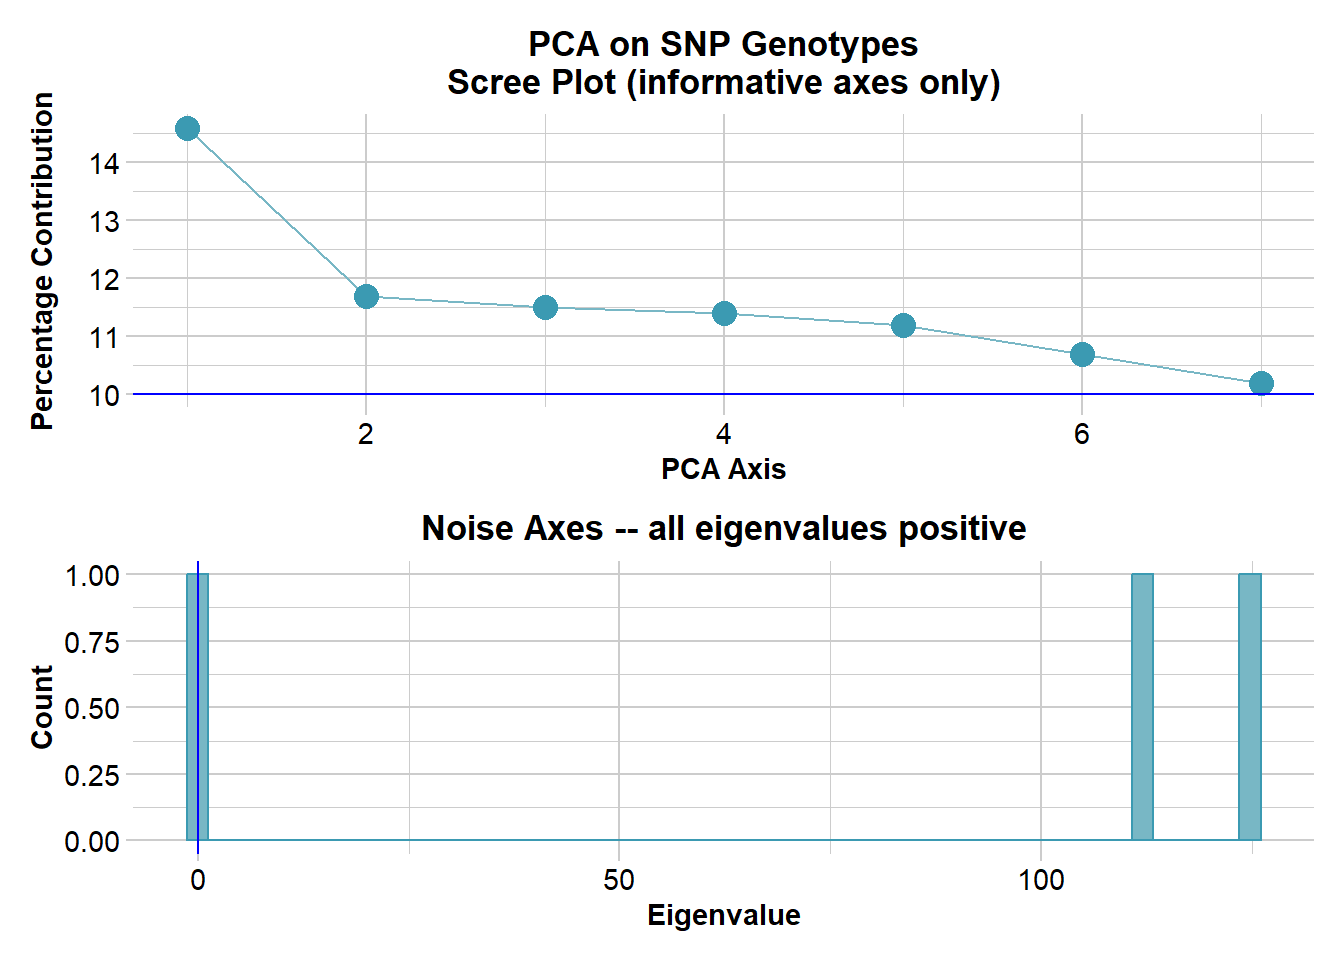 PCA on SNP Genotypes
Scree Plot (informative axes only)
Percentage Contribution
14
13
12
11
10
2 4 6
PCA Axis
Noise Axes -- all eigenvalues positive
Count
1.00
0.75
0.50
0.25
0.00
0 50 100
Eigenvalue